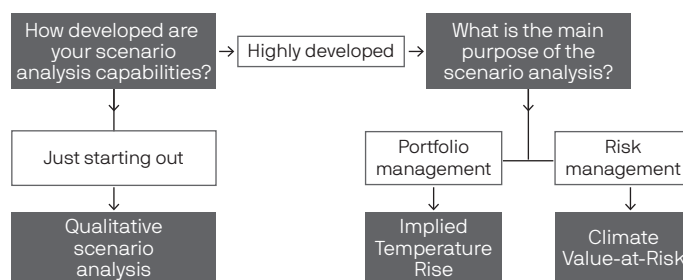 How developed are
your scenario
analysis capabilities?
Highly developed
What is the main
purpose of the
scenario analysis?
Just starting out
Portfolio
management
Risk
management
Qualitative
scenario
analysis
Implied
Temperature
Rise
Climate
Value-at-Risk